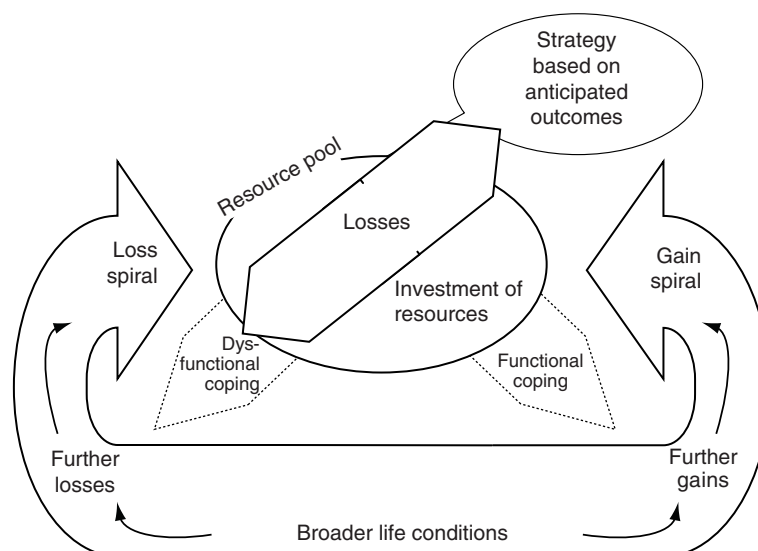 Strategy
based on
anticipated
outcomes
Resource pool
Losses
Loss
spiral
Gain
spiral
Investment of
resources
Dys-
functional
coping
Functional
coping
Further
losses
Further
gains
Broader life conditions